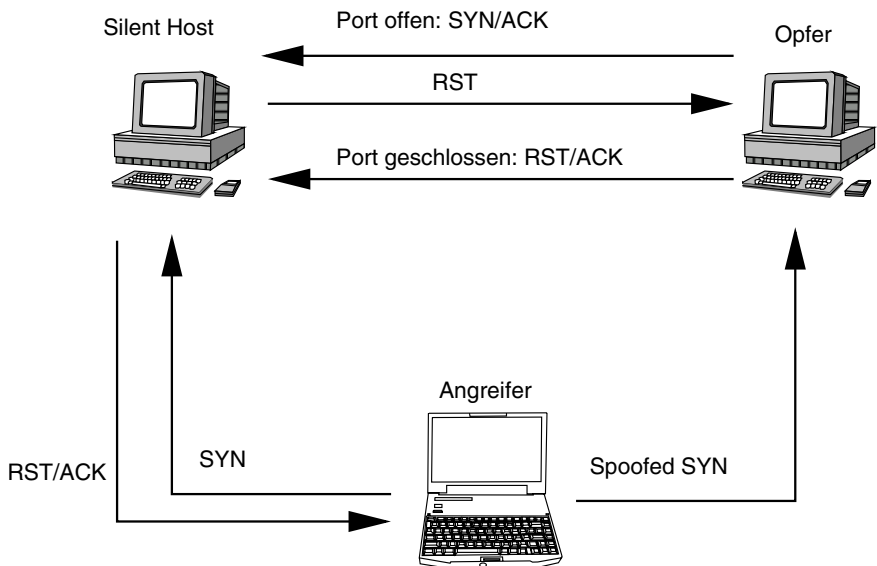 Silent Host
Port offen: SYN/ACK
Opfer
RST
Port geschlossen: RST/ACK
Angreifer
RST/ACK
SYN
Spoofed SYN